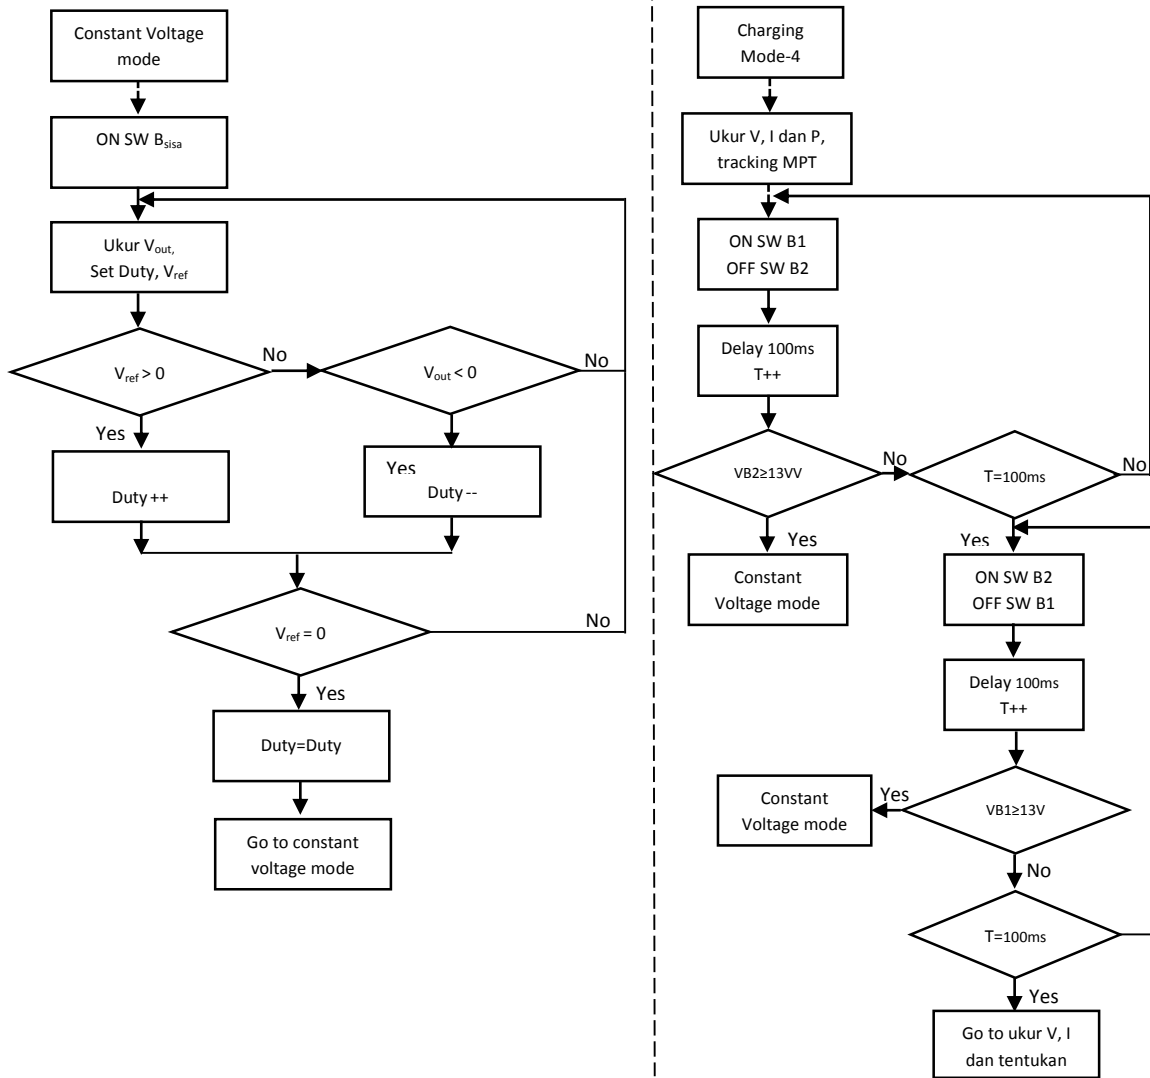 Constant Voltage
mode
ON SW Bsisa
Ukur Vout,
Set Duty, Vref
Vref > 0
No
Vout < 0
No
Yes
Duty ++
Yes
Duty --
Vref = 0
No
Yes
Duty=Duty
Go to constant
voltage mode
Charging
Mode-4
Ukur V, I dan P,
tracking MPT
ON SW B1
OFF SW B2
Delay 100ms
T++
VB2≥13VV
No
T=100ms
No
Yes
Constant
Voltage mode
Yes
ON SW B2
OFF SW B1
Delay 100ms
T++
VB1≥13V
Yes
Constant
Voltage mode
No
T=100ms
Yes
Go to ukur V, I
dan tentukan